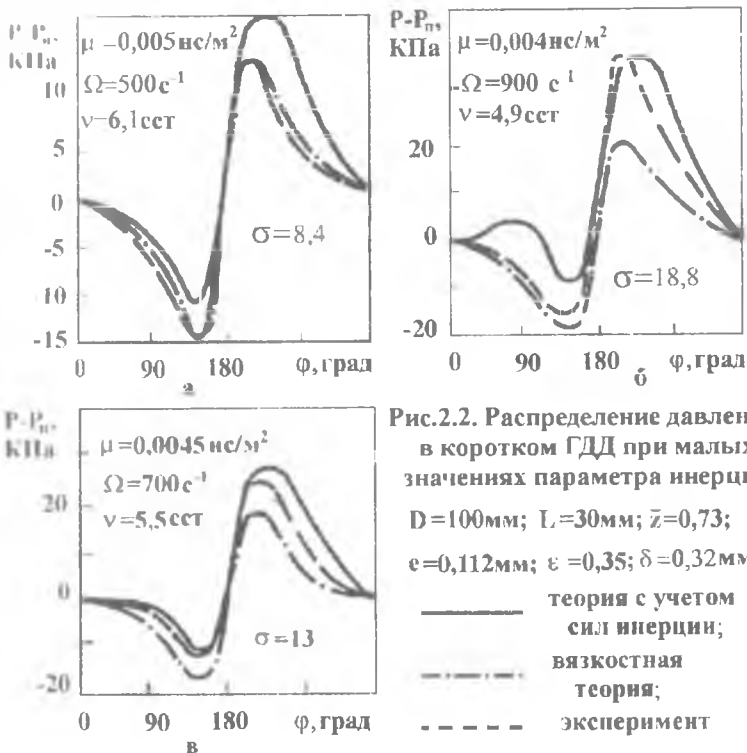 P-Pп,
КПа
μ=0,005нс/м²
Ω=500с⁻¹
ν=6,1сст
10
5
0
-5
-10
-15
σ=8,4
0 90 180 φ,град
а
P-Pп,
КПа
μ=0,004нс/м²
Ω=900 с⁻¹
ν=4,9сст
20
0
-20
σ=18,8
0 90 180 φ,град
б
P-Pп,
КПа
μ=0,0045нс/м²
Ω=700с⁻¹
ν=5,5сст
20
0
-20
σ=13
0 90 180 φ,град
в
Рис.2.2. Распределение давлен
в коротком ГДД при малых
значениях параметра инерци
D=100мм; L=30мм; z̄=0,73;
e=0,112мм; ε=0,35; δ=0,32мм
теория с учетом
сил инерции;
вязкостная
теория;
эксперимент